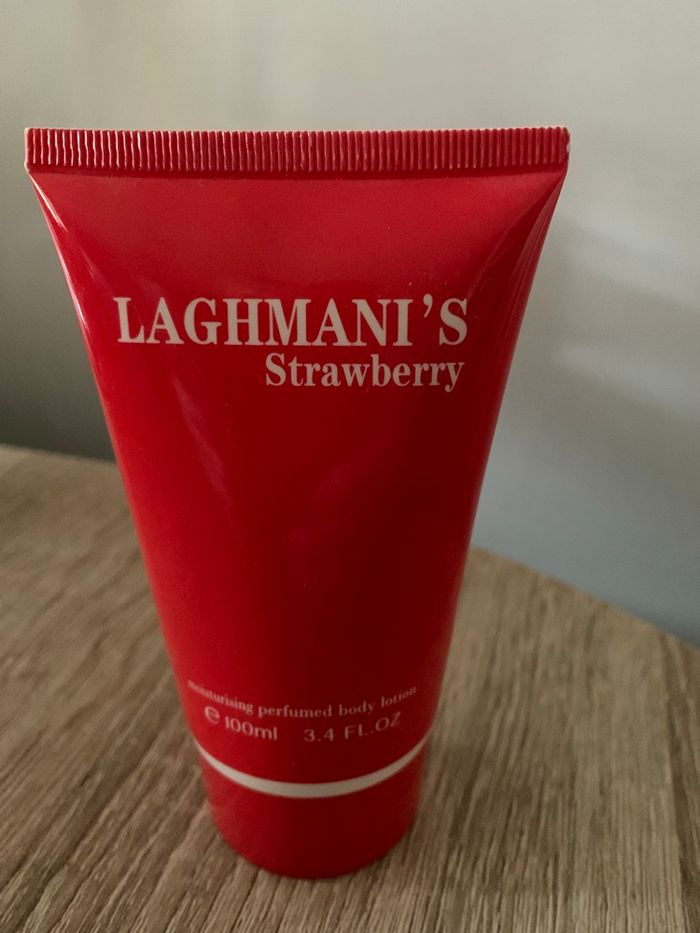 LAGHMANI'S
Strawberry
moisturising perfumed body lotion
℮ 100ml 3.4 FL.OZ